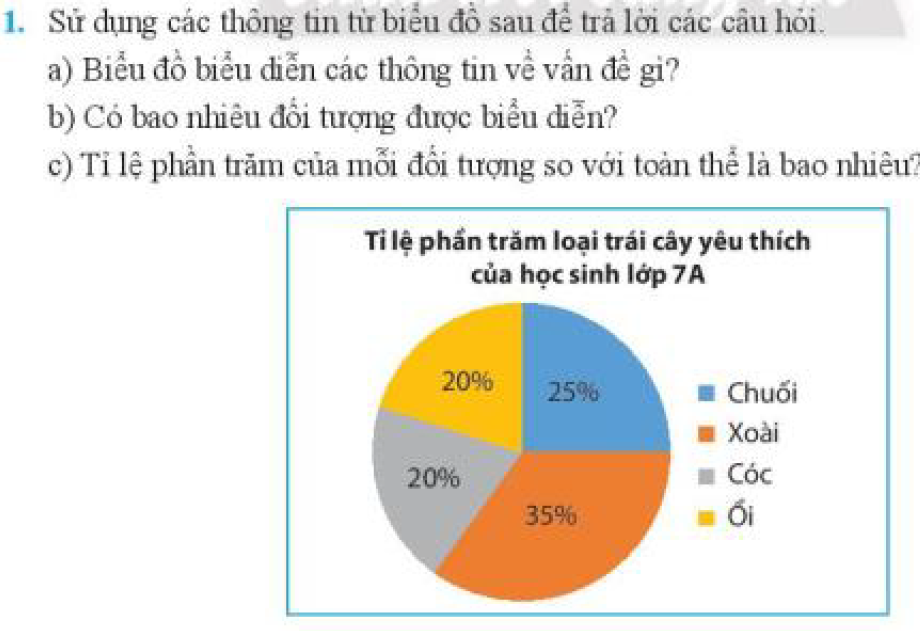 1. Sử dụng các thông tin từ biểu đồ sau để trả lời các câu hỏi.
a) Biểu đồ biểu diễn các thông tin về vấn đề gì?
b) Có bao nhiêu đối tượng được biểu diễn?
c) Tỉ lệ phần trăm của mỗi đối tượng so với toàn thể là bao nhiêu?
Tỉ lệ phần trăm loại trái cây yêu thích
của học sinh lớp 7A
20%
25%
20%
35%
Chuối
Xoài
Cóc
Ổi